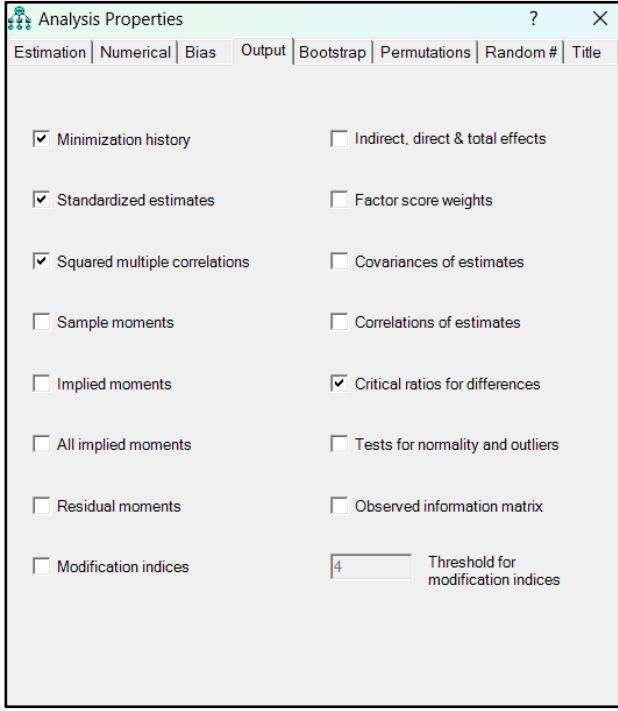 Analysis Properties ? ×
Estimation Numerical Bias Output Bootstrap Permutations Random # Title
Minimization history
Indirect, direct & total effects
Standardized estimates
Factor score weights
Squared multiple correlations
Covariances of estimates
Sample moments
Correlations of estimates
Implied moments
Critical ratios for differences
All implied moments
Tests for normality and outliers
Residual moments
Observed information matrix
Modification indices
4
Threshold for
modification indices